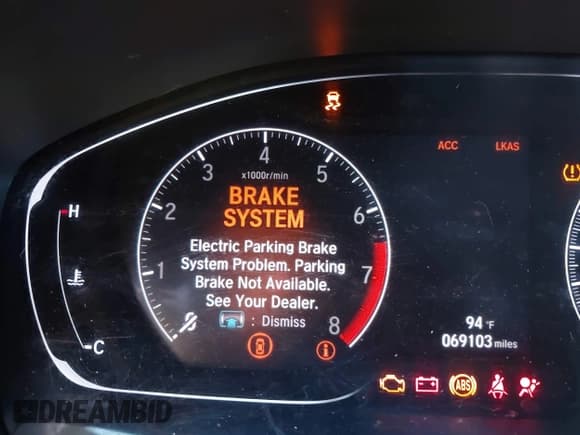 ACC LKAS
4
3 5
x1000r/min
BRAKE
SYSTEM
2 6
H
Electric Parking Brake
System Problem. Parking
Brake Not Available.
See Your Dealer.
1 7
: Dismiss
8
94 °F
069103 miles
C
ABS
DREAMBID